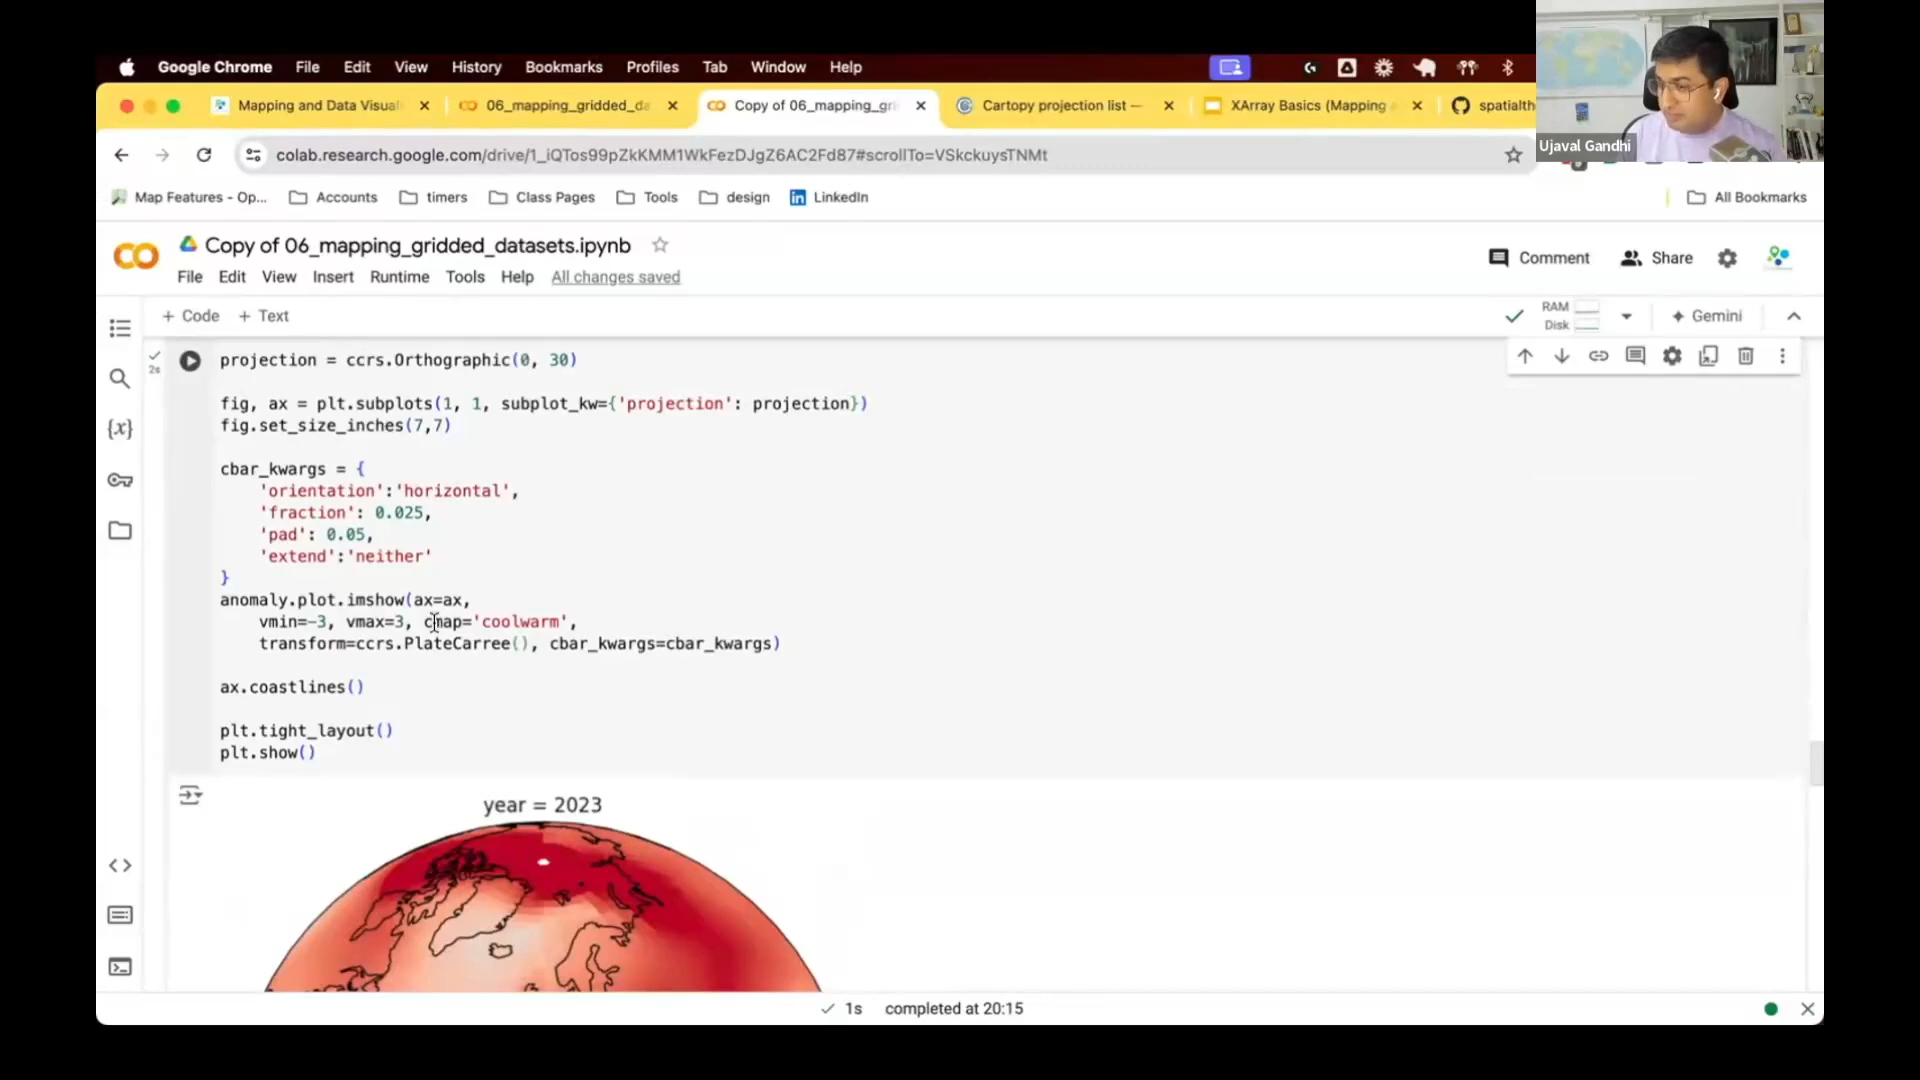 Google Chrome File Edit View History Bookmarks Profiles Tab Window Help
Mapping and Data Visual
06_mapping_gridded_da
Copy of 06_mapping_gri
Cartopy projection list —
XArray Basics (Mapping
spatialth
Ujaval Gandhi
colab.research.google.com/drive/1_iQTos99pZkKMM1WkFezDJgZ6AC2Fd87#scrollTo=VSkckuysTNMt
Map Features - Op... Accounts timers Class Pages Tools design LinkedIn All Bookmarks
Copy of 06_mapping_gridded_datasets.ipynb
Comment Share
File Edit View Insert Runtime Tools Help All changes saved
+ Code + Text
RAM
Disk
Gemini
2s
projection = ccrs.Orthographic(0, 30)
fig, ax = plt.subplots(1, 1, subplot_kw={'projection': projection})
fig.set_size_inches(7,7)
cbar_kwargs = {
'orientation':'horizontal',
'fraction': 0.025,
'pad': 0.05,
'extend':'neither'
}
anomaly.plot.imshow(ax=ax,
vmin=-3, vmax=3, cmap='coolwarm',
transform=ccrs.PlateCarree(), cbar_kwargs=cbar_kwargs)
ax.coastlines()
plt.tight_layout()
plt.show()
year = 2023
1s completed at 20:15